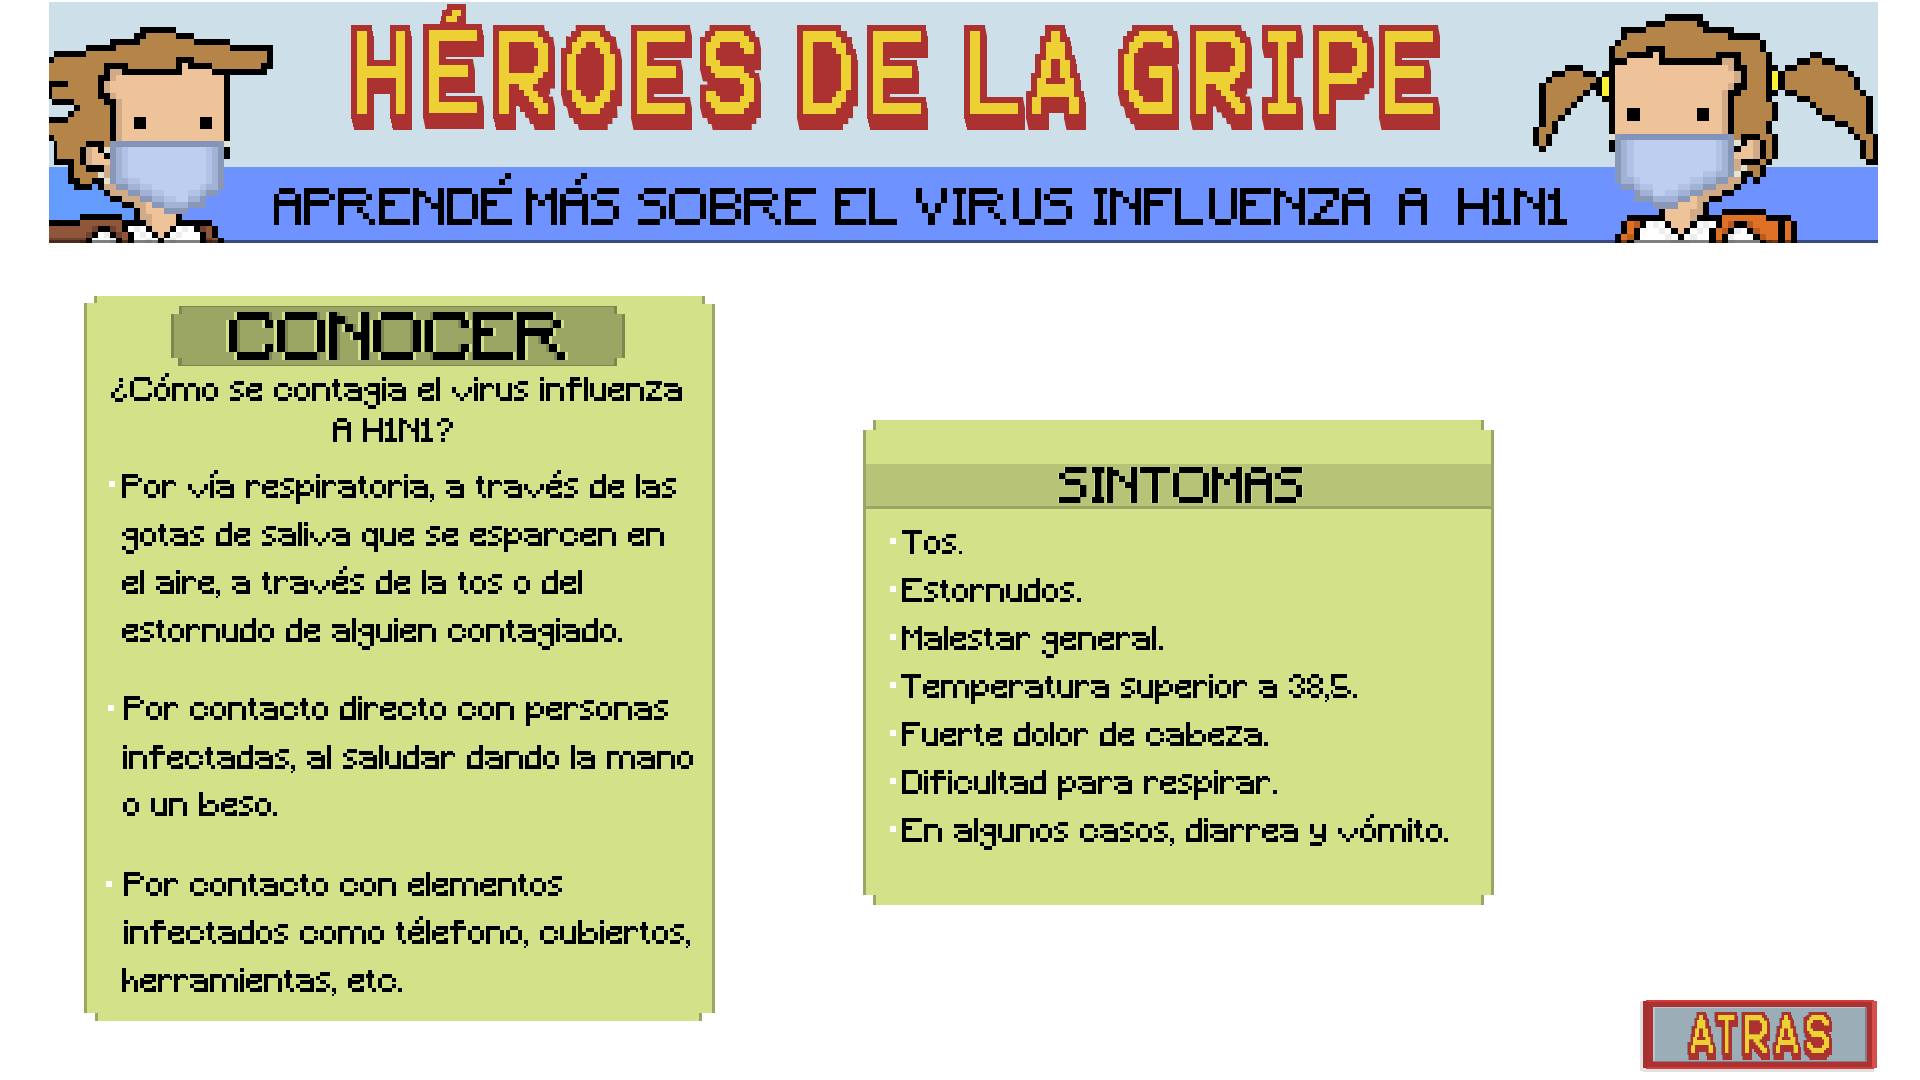 HÉROES DE LA GRIPE
APRENDÉ MÁS SOBRE EL VIRUS INFLUENZA A H1N1
CONOCER
¿Cómo se contagia el virus influenza
A H1N1?
·Por vía respiratoria, a través de las
gotas de saliva que se esparcen en
el aire, a través de la tos o del
estornudo de alguien contagiado.
· Por contacto directo con personas
infectadas, al saludar dando la mano
o un beso.
· Por contacto con elementos
infectados como télefono, cubiertos,
herramientas, etc.
SINTOMAS
·Tos.
·Estornudos.
·Malestar general.
·Temperatura superior a 38,5.
·Fuerte dolor de cabeza.
·Dificultad para respirar.
·En algunos casos, diarrea y vómito.
ATRAS